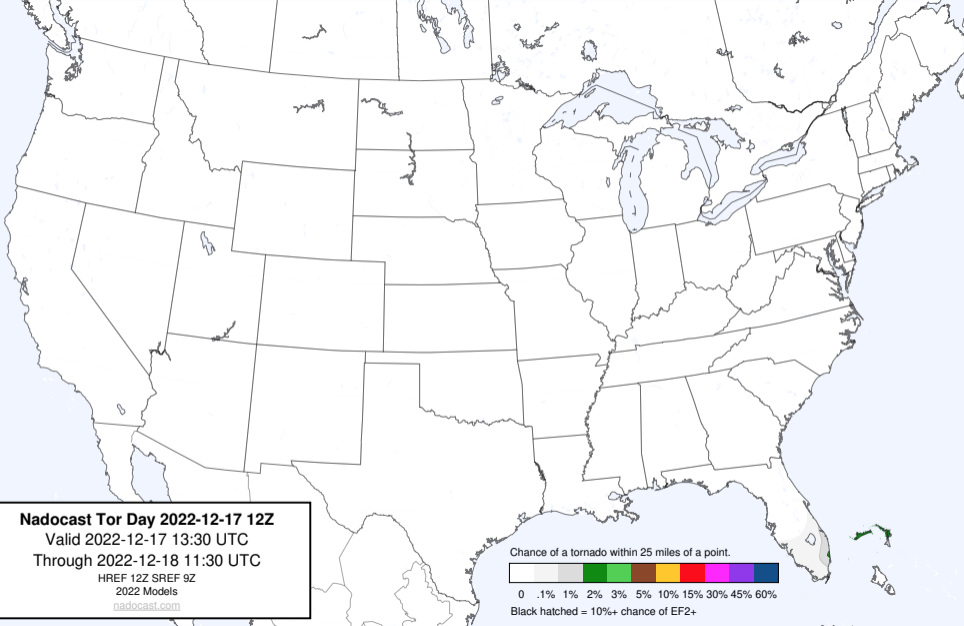 Nadocast Tor Day 2022-12-17 12Z
Valid 2022-12-17 13:30 UTC
Through 2022-12-18 11:30 UTC
HREF 12Z SREF 9Z
2022 Models
nadocast.com
Chance of a tornado within 25 miles of a point.
0 .1% 1% 2% 3% 5% 10% 15% 30% 45% 60%
Black hatched = 10%+ chance of EF2+